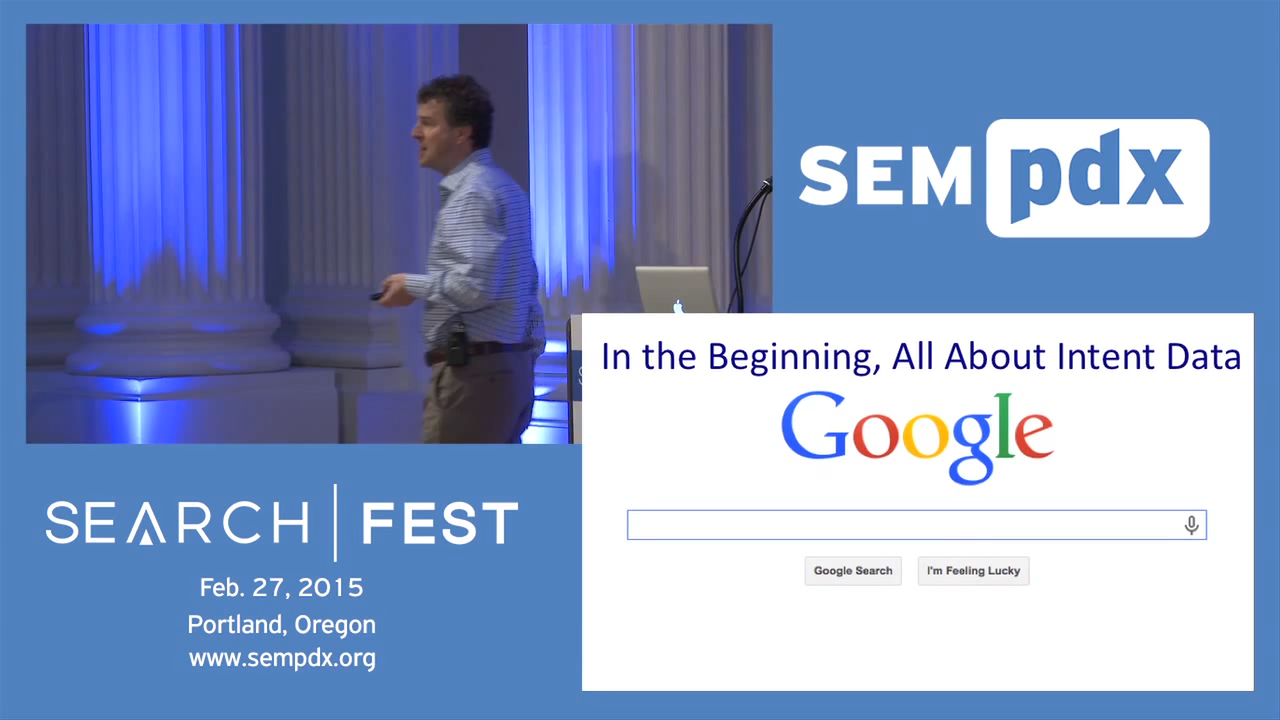 SEM pdx
In the Beginning, All About Intent Data
Google
Google Search
I'm Feeling Lucky
SEARCH FEST
Feb. 27, 2015
Portland, Oregon
www.sempdx.org